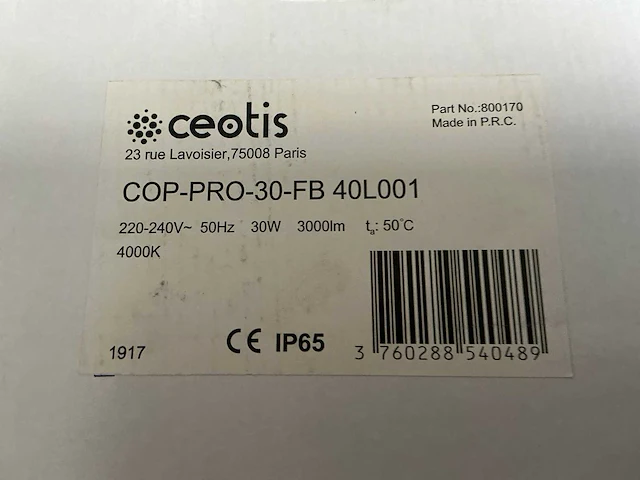 ceotis
23 rue Lavoisier,75008 Paris
Part No.:800170
Made in P.R.C.
COP-PRO-30-FB 40L001
220-240V~ 50Hz 30W 3000lm ta: 50°C
4000K
1917
CE IP65
3 760288 540489